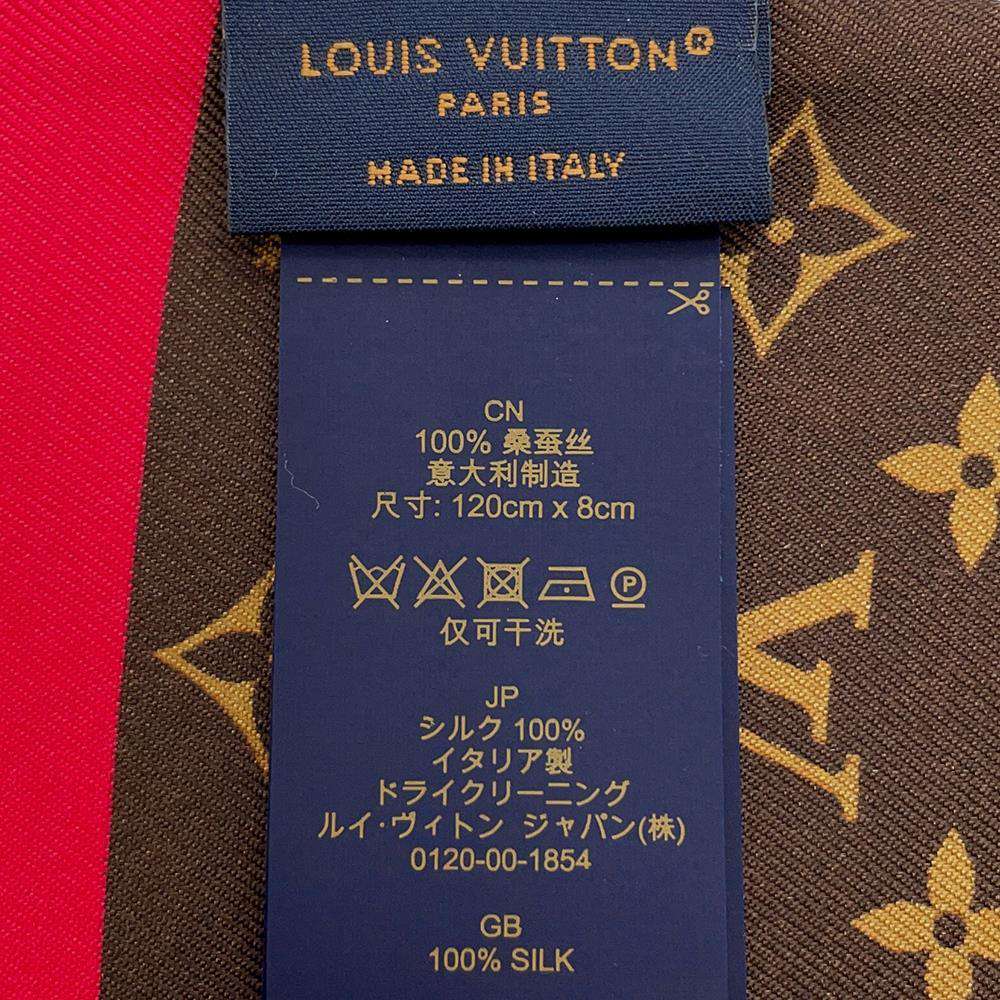 LOUIS VUITTON®
PARIS
MADE IN ITALY
CN
100% 桑蚕丝
意大利制造
尺寸: 120cm x 8cm
P
仅可干洗
JP
シルク 100%
イタリア製
ドライクリーニング
ルイ·ヴィトン ジャパン(株)
0120-00-1854
GB
100% SILK